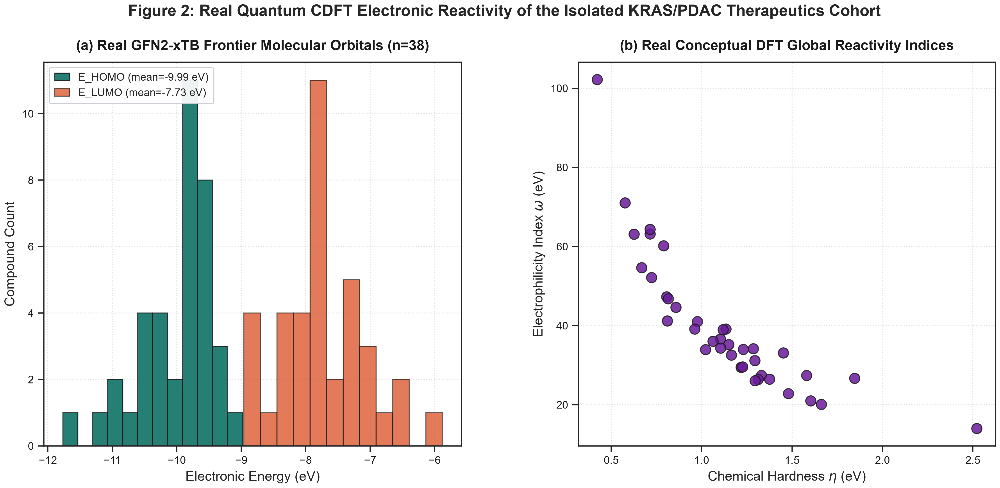 Figure 2: Real Quantum CDFT Electronic Reactivity of the Isolated KRAS/PDAC Therapeutics Cohort
(a) Real GFN2-xTB Frontier Molecular Orbitals (n=38)
E_HOMO (mean=-9.99 eV)
E_LUMO (mean=-7.73 eV)
Compound Count
10
8
6
4
2
0
−12 −11 −10 −9 −8 −7 −6
Electronic Energy (eV)
(b) Real Conceptual DFT Global Reactivity Indices
Electrophilicity Index ω (eV)
100
80
60
40
20
0.5 1.0 1.5 2.0 2.5
Chemical Hardness η (eV)